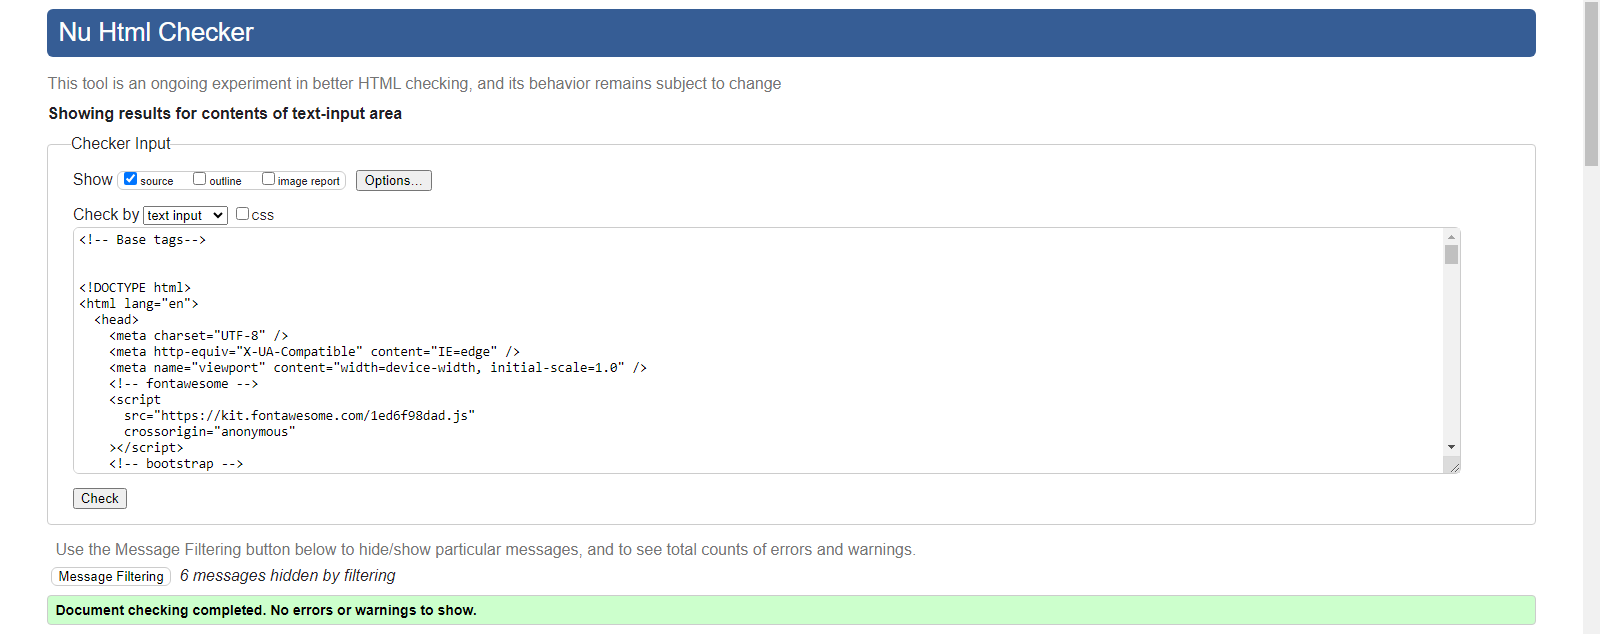 Nu Html Checker
This tool is an ongoing experiment in better HTML checking, and its behavior remains subject to change
Showing results for contents of text-input area
Checker Input
Show source outline image report Options...
Check by text input css
<!-- Base tags-->
<!DOCTYPE html>
<html lang="en">
<head>
<meta charset="UTF-8" />
<meta http-equiv="X-UA-Compatible" content="IE=edge" />
<meta name="viewport" content="width=device-width, initial-scale=1.0" />
<!-- fontawesome -->
<script
src="https://kit.fontawesome.com/1ed6f98dad.js"
crossorigin="anonymous"
></script>
<!-- bootstrap -->
Check
Use the Message Filtering button below to hide/show particular messages, and to see total counts of errors and warnings.
Message Filtering 6 messages hidden by filtering
Document checking completed. No errors or warnings to show.